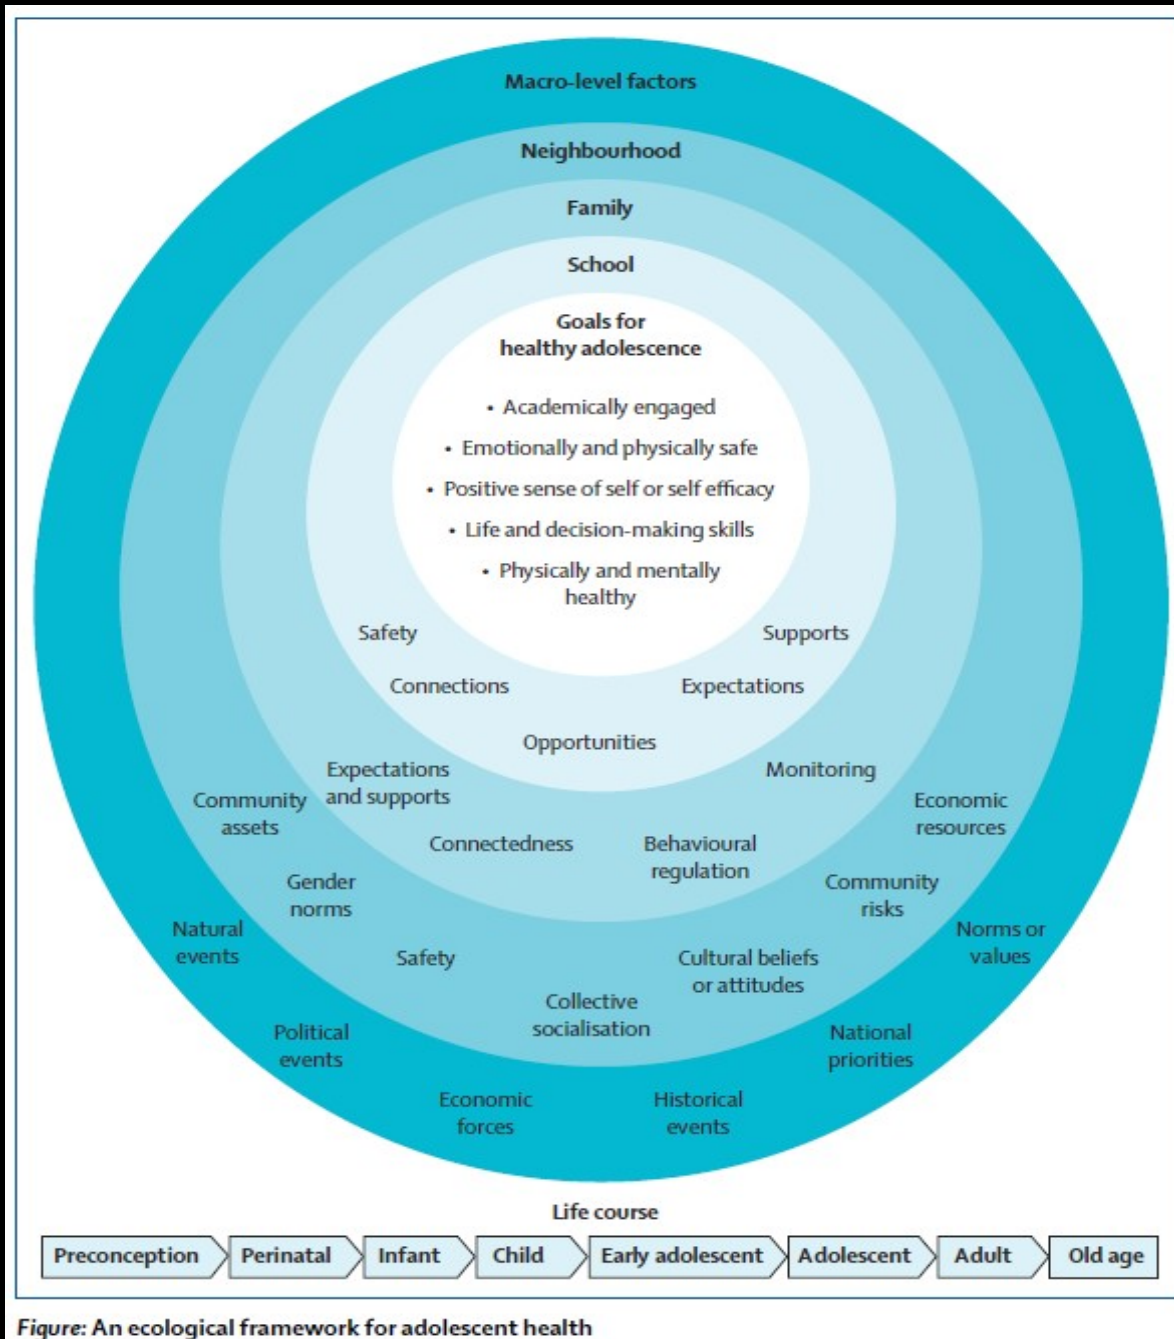 Macro-level factors
Neighbourhood
Family
School
Goals for
healthy adolescence
• Academically engaged
• Emotionally and physically safe
• Positive sense of self or self efficacy
• Life and decision-making skills
• Physically and mentally
healthy
Safety
Supports
Connections
Expectations
Opportunities
Expectations
and supports
Monitoring
Connectedness
Behavioural
regulation
Community
assets
Economic
resources
Gender
norms
Community
risks
Safety
Cultural beliefs
or attitudes
Collective
socialisation
Natural
events
Norms or
values
Political
events
National
priorities
Economic
forces
Historical
events
Life course
Preconception
Perinatal
Infant
Child
Early adolescent
Adolescent
Adult
Old age
Figure: An ecological framework for adolescent health